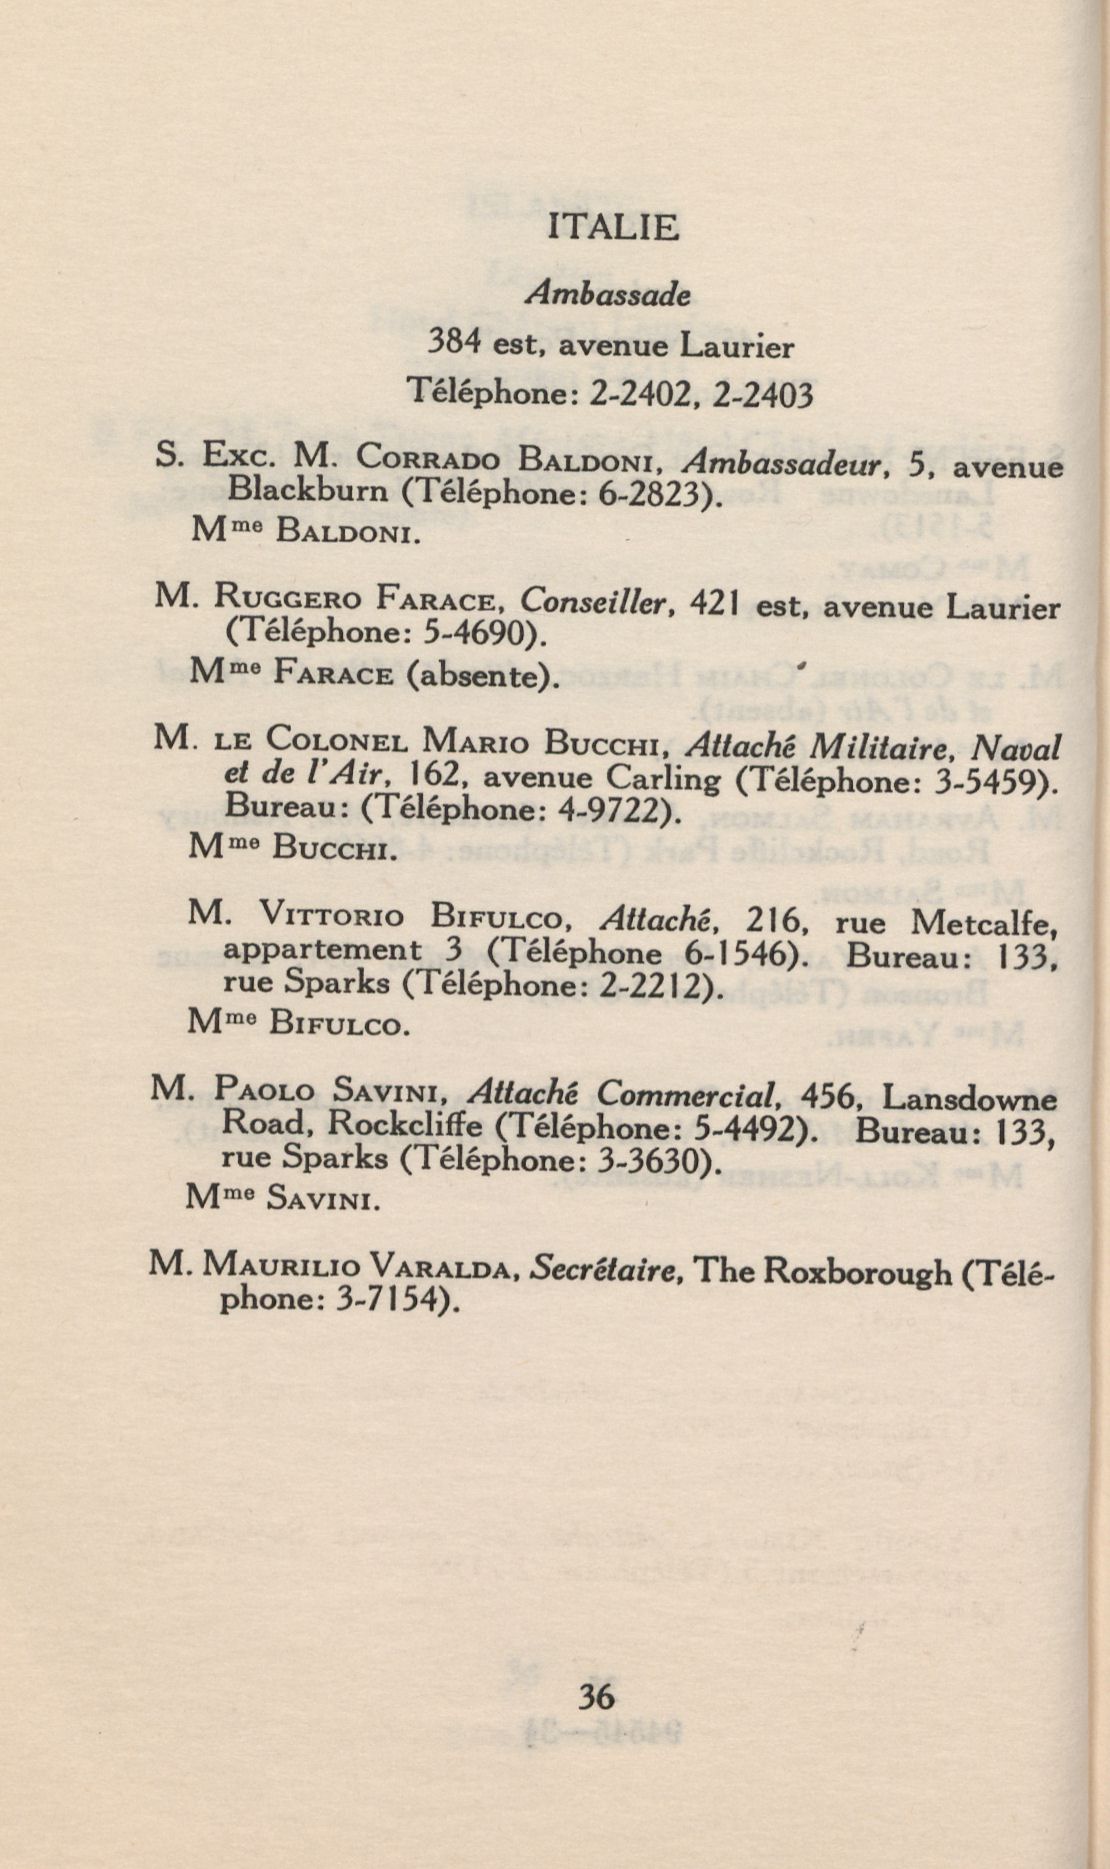 ITALIE
Ambassade
384 est, avenue Laurier
Téléphone: 2-2402, 2-2403
S. Exc. M. Corrado Baldoni, Ambassadeur, 5, avenue
Blackburn (Téléphone: 6-2823).
Mme Baldoni.
M. Ruggero Farace, Conseiller, 421 est, avenue Laurier
(Téléphone: 5-4690).
Mme Farace (absente).
M. le Colonel Mario Bucchi, Attaché Militaire, Naval
et de l'Air, 162, avenue Carling (Téléphone: 3-5459).
Bureau: (Téléphone: 4-9722).
Mme Bucchi.
M. Vittorio Bifulco, Attaché, 216, rue Metcalfe,
appartement 3 (Téléphone 6-1546). Bureau: 133,
rue Sparks (Téléphone: 2-2212).
Mme Bifulco.
M. Paolo Savini, Attaché Commercial, 456, Lansdowne
Road, Rockcliffe (Téléphone: 5-4492). Bureau: 133,
rue Sparks (Téléphone: 3-3630).
Mme Savini.
M. Maurilio Varalda, Secrétaire, The Roxborough (Télé-
phone: 3-7154).
36